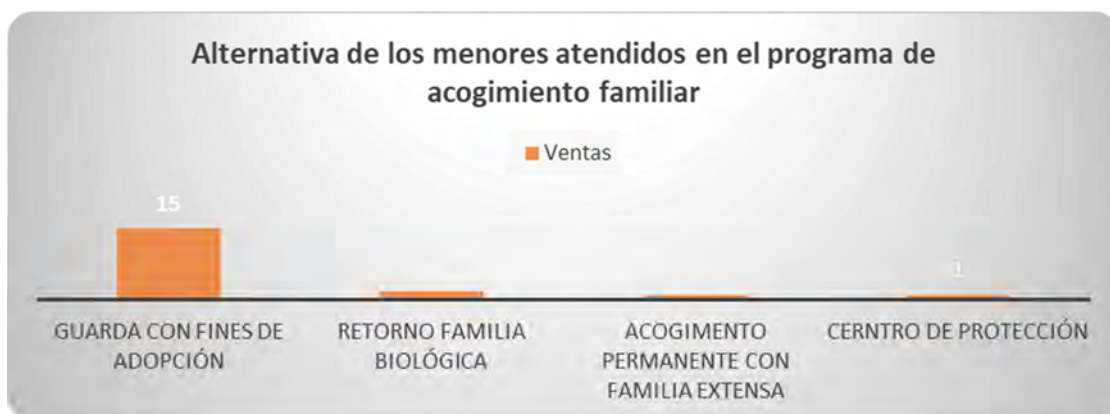 Alternativa de los menores atendidos en el programa de
acogimiento familiar
Ventas
15
1
GUARDA CON FINES DE
ADOPCIÓN
RETORNO FAMILIA
BIOLÓGICA
ACOGIMENTO
PERMANENTE CON
FAMILIA EXTENSA
CERNTRO DE PROTECCIÓN